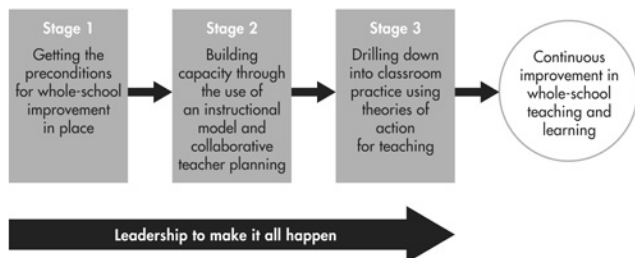 Stage 1
Getting the
preconditions
for whole-school
improvement
in place
Stage 2
Building
capacity through
the use of
an instructional
model and
collaborative
teacher planning
Stage 3
Drilling down
into classroom
practice using
theories of
action
for teaching
Continuous
improvement in
whole-school
teaching and
learning
Leadership to make it all happen